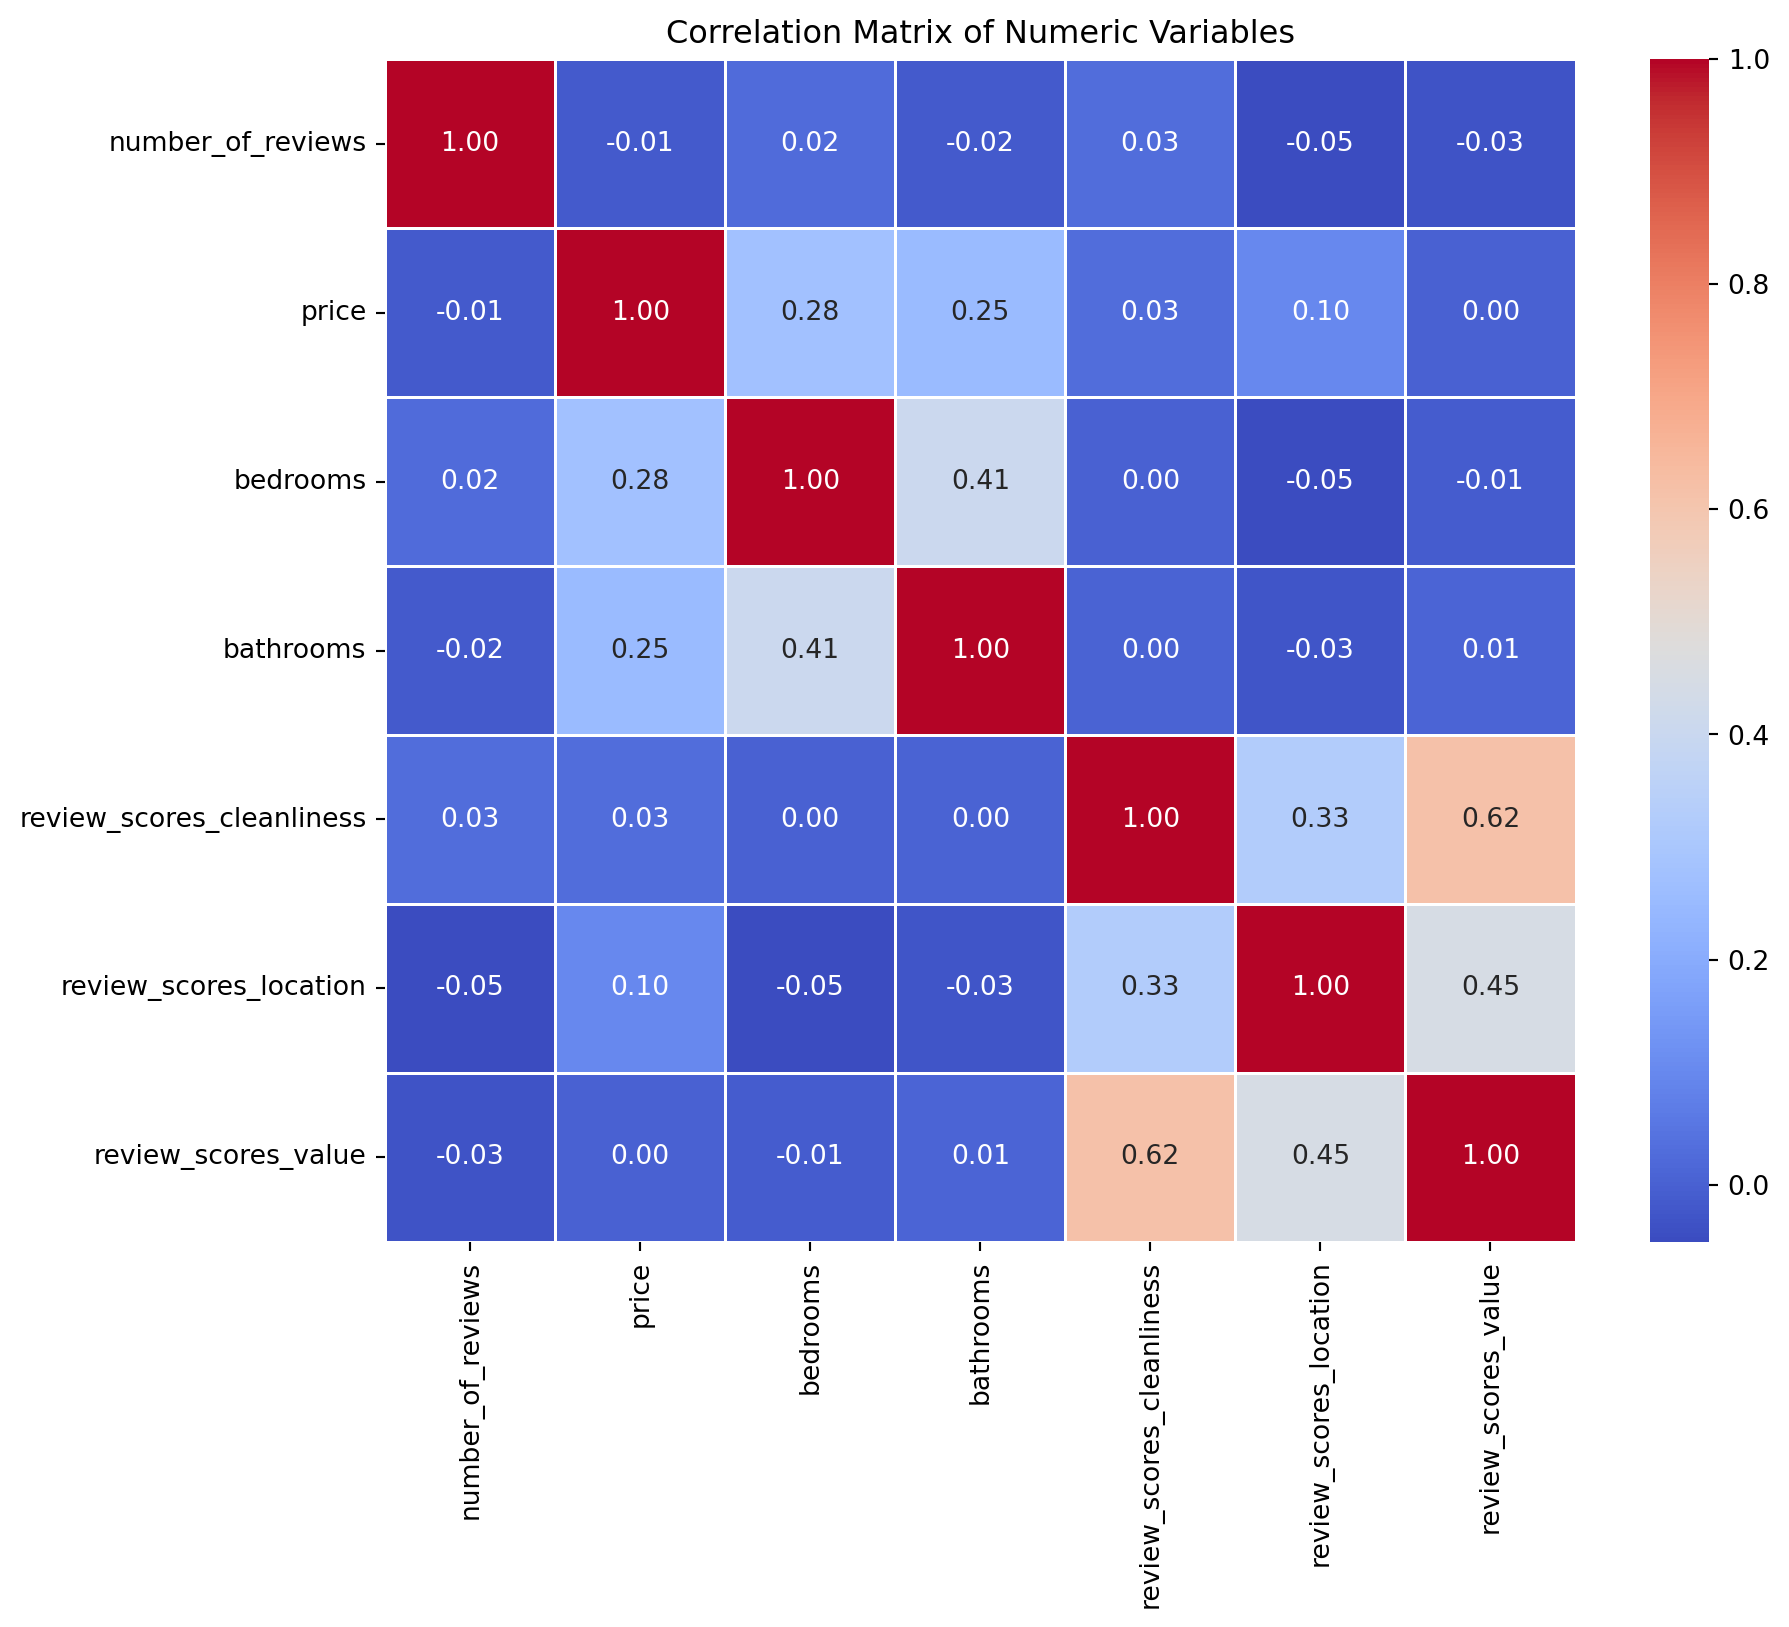 Correlation Matrix of Numeric Variables
number_of_reviews 1.00 -0.01 0.02 -0.02 0.03 -0.05 -0.03
price -0.01 1.00 0.28 0.25 0.03 0.10 0.00
bedrooms 0.02 0.28 1.00 0.41 0.00 -0.05 -0.01
bathrooms -0.02 0.25 0.41 1.00 0.00 -0.03 0.01
review_scores_cleanliness 0.03 0.03 0.00 0.00 1.00 0.33 0.62
review_scores_location -0.05 0.10 -0.05 -0.03 0.33 1.00 0.45
review_scores_value -0.03 0.00 -0.01 0.01 0.62 0.45 1.00
number_of_reviews
price
bedrooms
bathrooms
review_scores_cleanliness
review_scores_location
review_scores_value
1.0
0.8
0.6
0.4
0.2
0.0